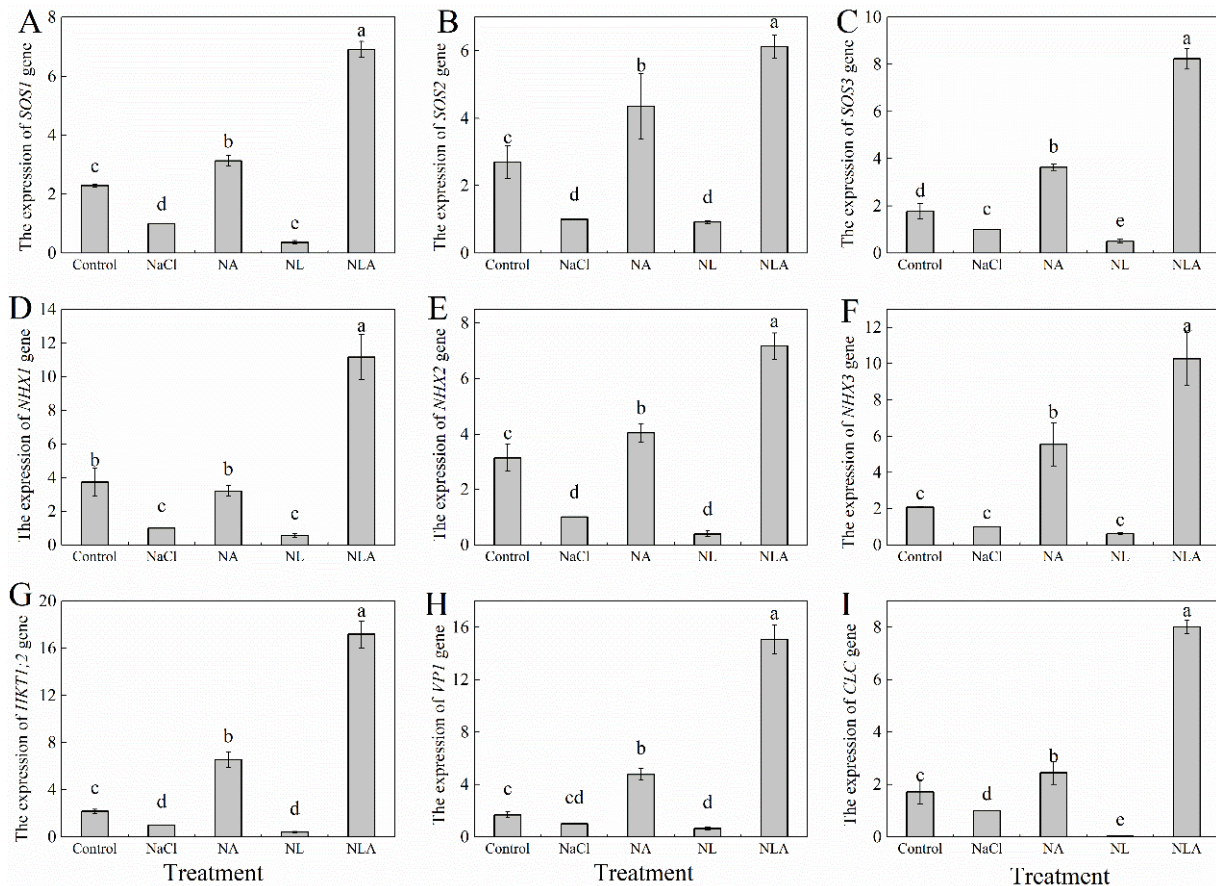 A
The expression of SOS1 gene
8
6
4
2
0
c
d
b
e
a
Control NaCl NA NL NLA
B
The expression of SOS2 gene
6
4
2
0
c
d
b
d
a
Control NaCl NA NL NLA
C
The expression of SOS3 gene
10
8
6
4
2
0
d
c
b
e
a
Control NaCl NA NL NLA
D
The expression of NHX1 gene
14
12
10
8
6
4
2
0
b
c
b
c
a
Control NaCl NA NL NLA
E
The expression of NHX2 gene
8
6
4
2
0
c
d
b
d
a
Control NaCl NA NL NLA
F
The expression of NHX3 gene
12
10
8
6
4
2
0
c
c
b
c
a
Control NaCl NA NL NLA
G
The expression of HKT1;2 gene
20
16
12
8
4
0
c
d
b
d
a
Control NaCl NA NL NLA
Treatment
H
The expression of VP1 gene
16
12
8
4
0
c
cd
b
d
a
Control NaCl NA NL NLA
I
The expression of CLC gene
8
6
4
2
0
c
d
b
e
a
Control NaCl NA NL NLA
Treatment